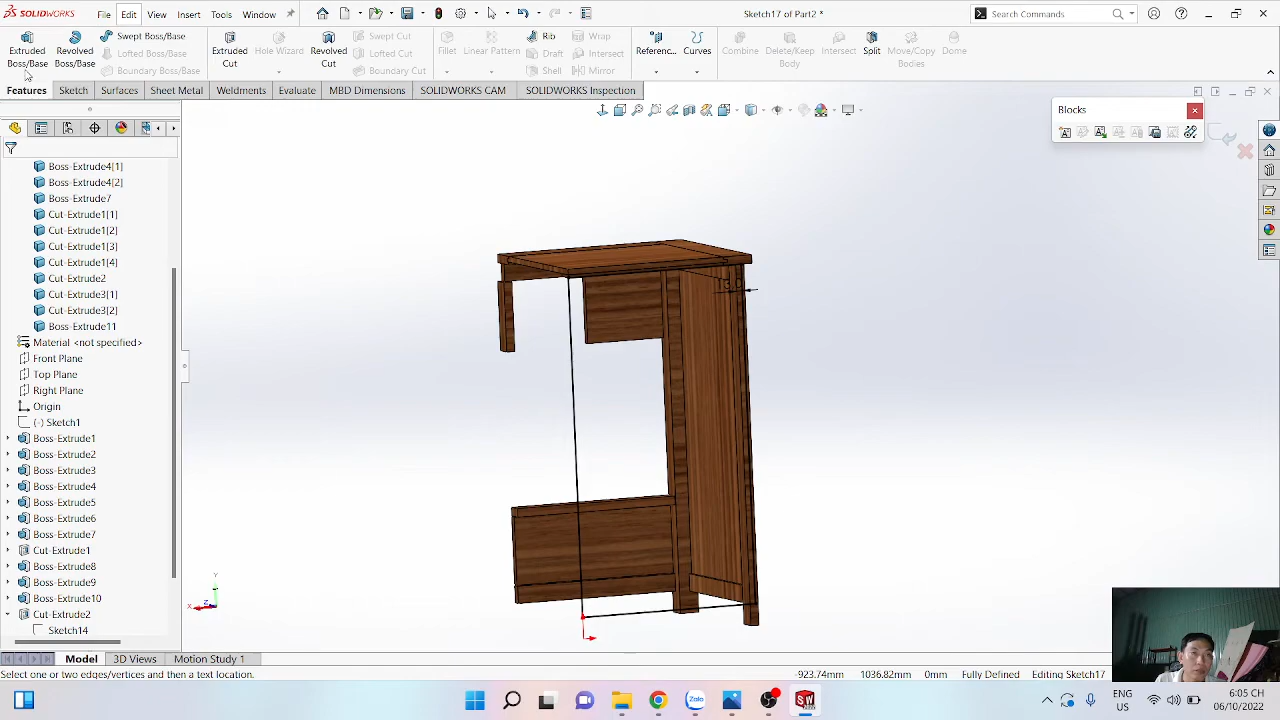 SOLIDWORKS
File Edit View Insert Tools Window
Sketch17 of Part2 *
Search Commands
Extruded Boss/Base
Revolved Boss/Base
Swept Boss/Base
Lofted Boss/Base
Boundary Boss/Base
Extruded Cut
Hole Wizard
Revolved Cut
Swept Cut
Lofted Cut
Boundary Cut
Fillet
Linear Pattern
Rib
Draft
Shell
Wrap
Intersect
Mirror
Referenc...
Curves
Combine
Delete/Keep Body
Intersect
Split
Move/Copy Bodies
Dome
Features Sketch Surfaces Sheet Metal Weldments Evaluate MBD Dimensions SOLIDWORKS CAM SOLIDWORKS Inspection
Blocks
Boss-Extrude4[1]
Boss-Extrude4[2]
Boss-Extrude7
Cut-Extrude1[1]
Cut-Extrude1[2]
Cut-Extrude1[3]
Cut-Extrude1[4]
Cut-Extrude2
Cut-Extrude3[1]
Cut-Extrude3[2]
Boss-Extrude11
Material <not specified>
Front Plane
Top Plane
Right Plane
Origin
(-) Sketch1
Boss-Extrude1
Boss-Extrude2
Boss-Extrude3
Boss-Extrude4
Boss-Extrude5
Boss-Extrude6
Boss-Extrude7
Cut-Extrude1
Boss-Extrude8
Boss-Extrude9
Boss-Extrude10
Cut-Extrude2
Sketch14
Y
X
Z
Model 3D Views Motion Study 1
Select one or two edges/vertices and then a text location.
-923.74mm 1036.82mm 0mm Fully Defined Editing Sketch17
ENG
US
6:05 CH
06/10/2022